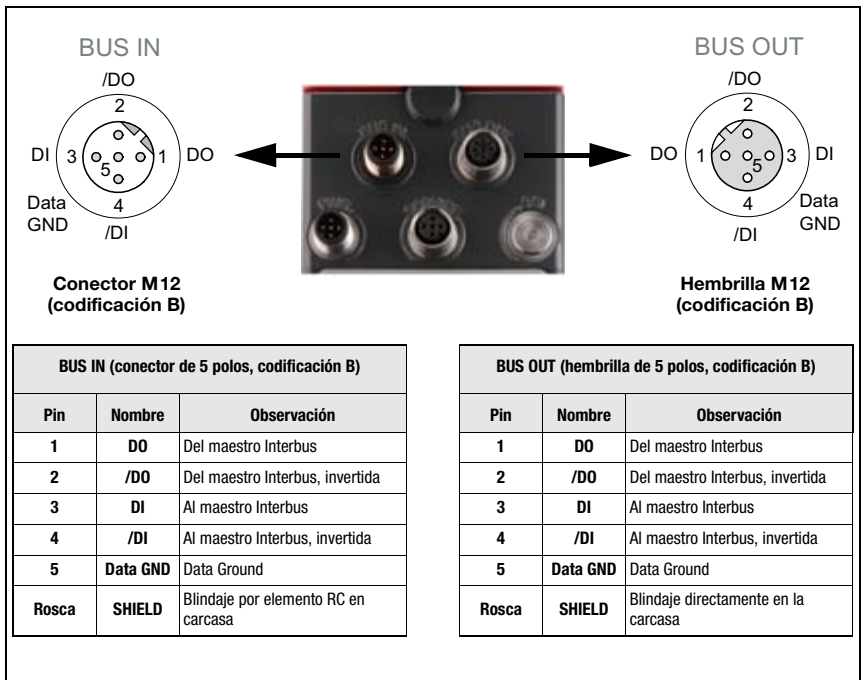 BUS IN
/DO
2
DI
3
5
1
DO
4
Data
GND
/DI
Conector M12
(codificación B)
BUS OUT
/DO
2
DO
1
5
3
DI
4
Data
GND
/DI
Hembrilla M12
(codificación B)
BUS IN (conector de 5 polos, codificación B)
Pin Nombre Observación
1 DO Del maestro Interbus
2 /DO Del maestro Interbus, invertida
3 DI Al maestro Interbus
4 /DI Al maestro Interbus, invertida
5 Data GND Data Ground
Rosca SHIELD Blindaje por elemento RC en
carcasa
BUS OUT (hembrilla de 5 polos, codificación B)
Pin Nombre Observación
1 DO Del maestro Interbus
2 /DO Del maestro Interbus, invertida
3 DI Al maestro Interbus
4 /DI Al maestro Interbus, invertida
5 Data GND Data Ground
Rosca SHIELD Blindaje directamente en la
carcasa